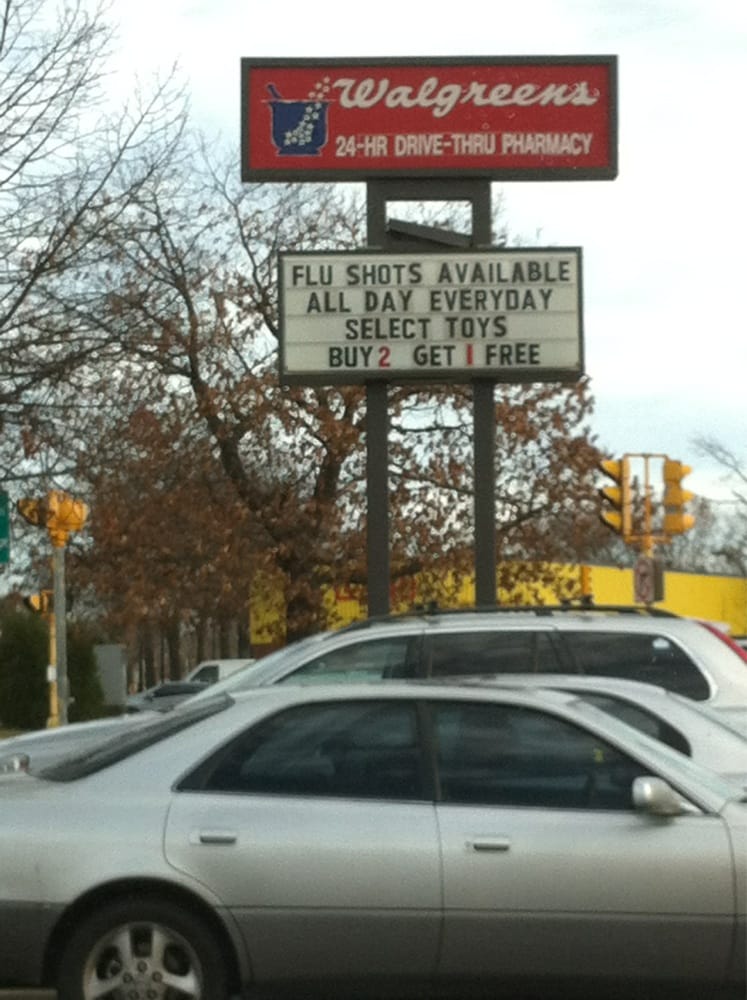 Walgreens
24-HR DRIVE-THRU PHARMACY
FLU SHOTS AVAILABLE
ALL DAY EVERYDAY
SELECT TOYS
BUY 2 GET 1 FREE